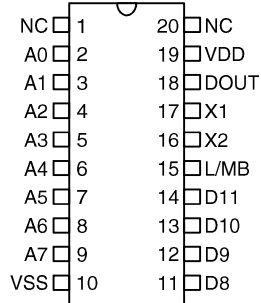 NC 1 20 NC
A0 2 19 VDD
A1 3 18 DOUT
A2 4 17 X1
A3 5 16 X2
A4 6 15 L/MB
A5 7 14 D11
A6 8 13 D10
A7 9 12 D9
VSS 10 11 D8